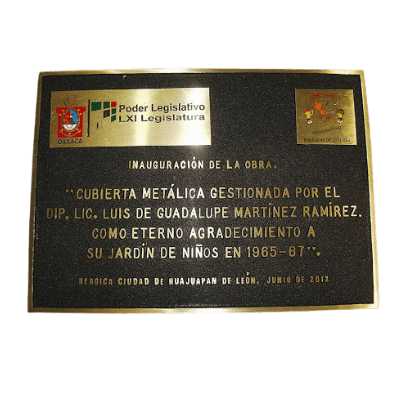 Poder Legislativo
LXI Legislatura
OAXACA
INAUGURACIÓN DE LA OBRA.
"CUBIERTA METÁLICA GESTIONADA POR EL
DIP. LIC. LUIS DE GUADALUPE MARTÍNEZ RAMÍREZ.
COMO ETERNO AGRADECIMIENTO A
SU JARDÍN DE NIÑOS EN 1965-67".
HEROICA CIUDAD DE HUAJUAPAN DE LEÓN, JUNIO DE 2012